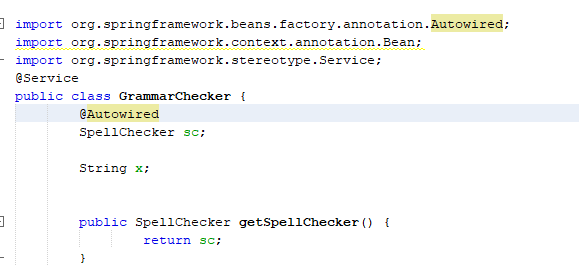 import org.springframework.beans.factory.annotation.Autowired;
import org.springframework.context.annotation.Bean;
import org.springframework.stereotype.Service;
@Service
public class GrammarChecker {
@Autowired
SpellChecker sc;
String x;
public SpellChecker getSpellChecker() {
return sc;
}